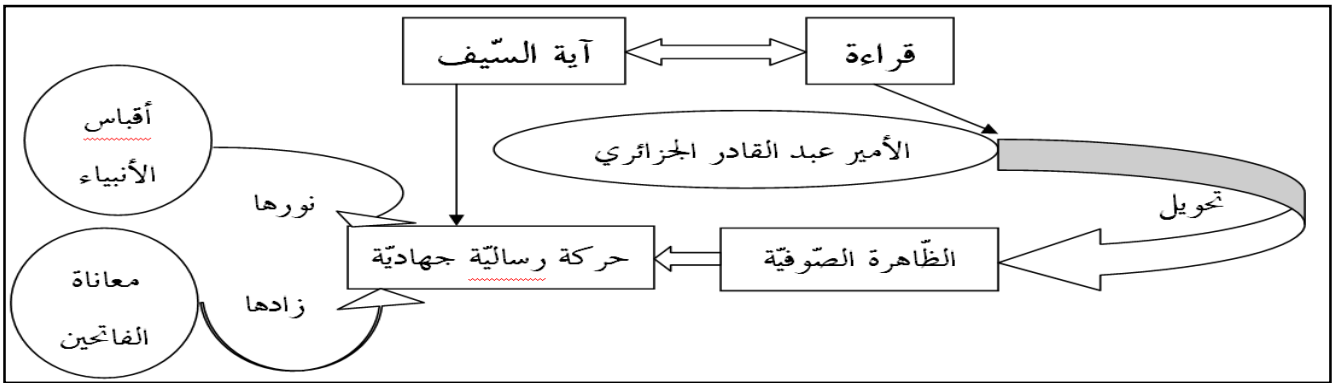 قراءة
آية السّيف
الأمير عبد القادر الجزائري
تحويل
الظّاهرة الصّوفيّة
حركة رساليّة جهاديّة
أقباس
الأنبياء
نورها
معاناة
الفاتحين
زادها